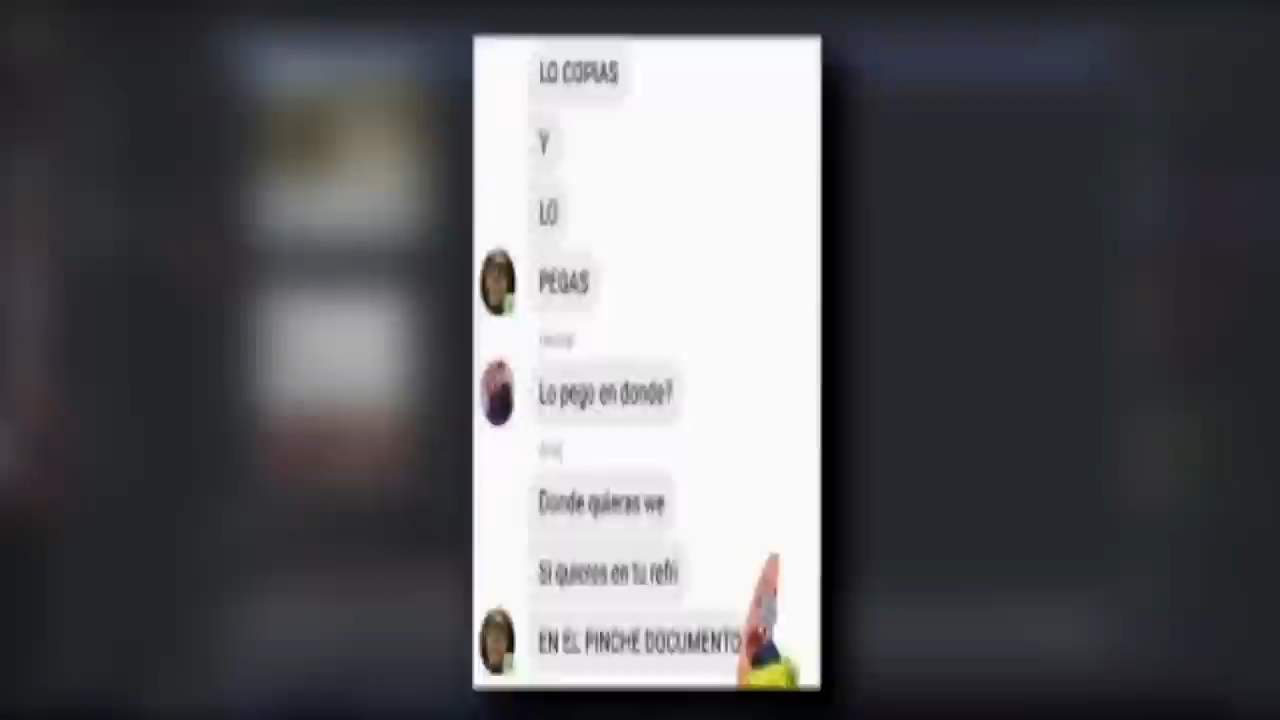 LO COPIAS
Y
LO
PEGAS
Lo pego en donde?
Donde quieras we
Si quieres en tu refri
EN EL PINCHE DOCUMENTO